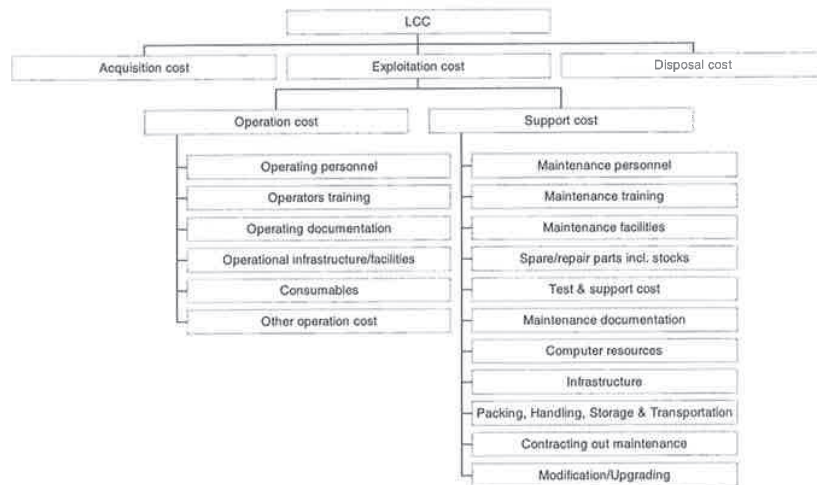 LCC
Acquisition cost
Exploitation cost
Disposal cost
Operation cost
Support cost
Operating personnel
Operators training
Operating documentation
Operational infrastructure/facilities
Consumables
Other operation cost
Maintenance personnel
Maintenance training
Maintenance facilities
Spare/repair parts incl. stocks
Test & support cost
Maintenance documentation
Computer resources
Infrastructure
Packing, Handling, Storage & Transportation
Contracting out maintenance
Modification/Upgrading